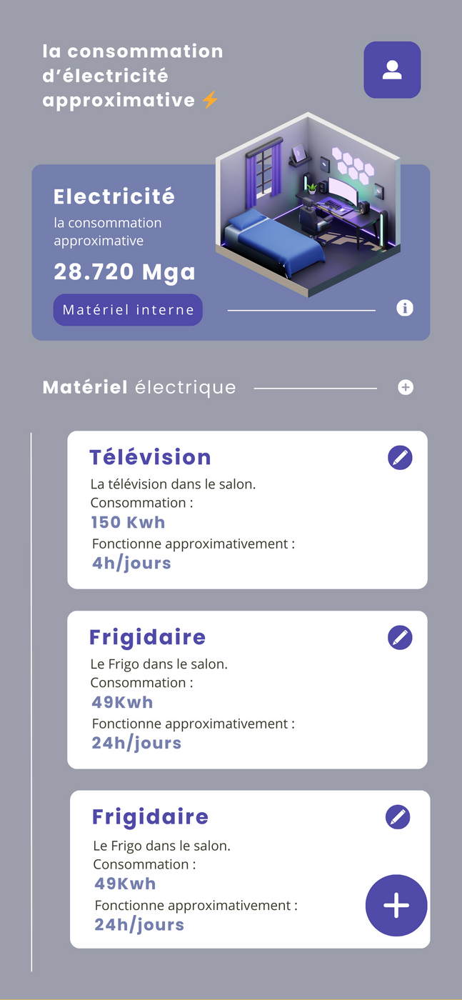 la consommation
d’électricité
approximative ⚡
Electricité
la consommation
approximative
28.720 Mga
Matériel interne
Matériel électrique
Télévision
La télévision dans le salon.
Consommation :
150 Kwh
Fonctionne approximativement :
4h/jours
Frigidaire
Le Frigo dans le salon.
Consommation :
49Kwh
Fonctionne approximativement :
24h/jours
Frigidaire
Le Frigo dans le salon.
Consommation :
49Kwh
Fonctionne approximativement :
24h/jours